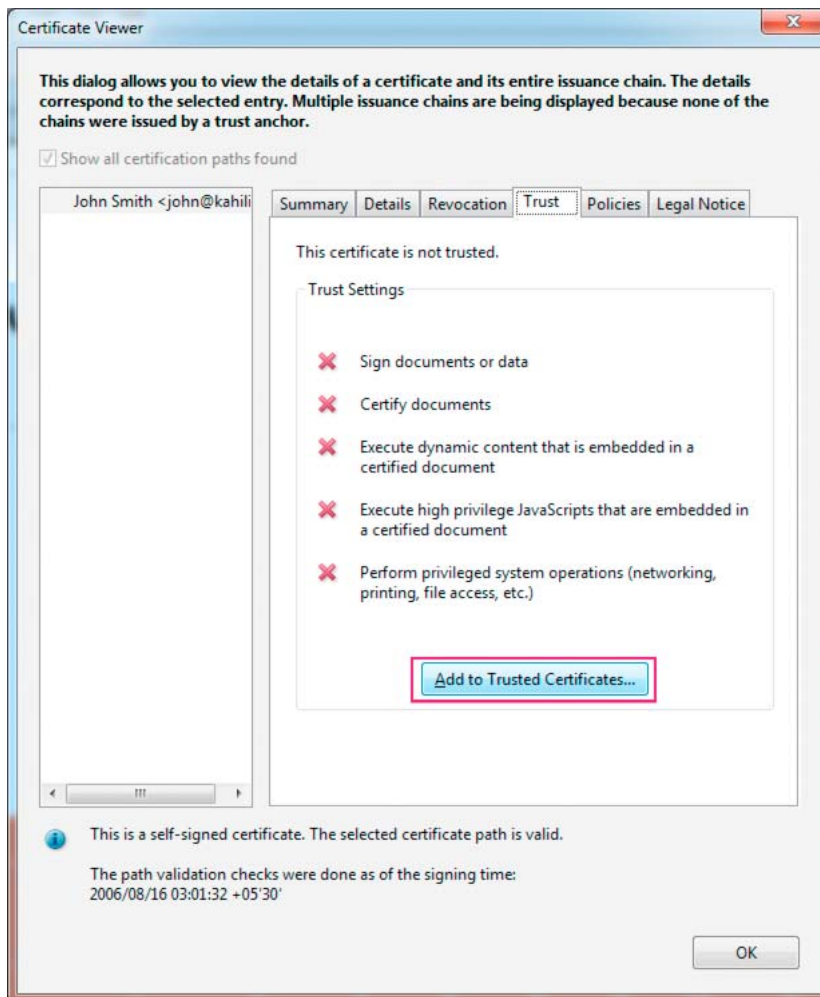 Certificate Viewer
This dialog allows you to view the details of a certificate and its entire issuance chain. The details
correspond to the selected entry. Multiple issuance chains are being displayed because none of the
chains were issued by a trust anchor.
Show all certification paths found
John Smith <john@kahili
Summary Details Revocation Trust Policies Legal Notice
This certificate is not trusted.
Trust Settings
Sign documents or data
Certify documents
Execute dynamic content that is embedded in a
certified document
Execute high privilege JavaScripts that are embedded in
a certified document
Perform privileged system operations (networking,
printing, file access, etc.)
Add to Trusted Certificates...
This is a self-signed certificate. The selected certificate path is valid.
The path validation checks were done as of the signing time:
2006/08/16 03:01:32 +05'30'
OK